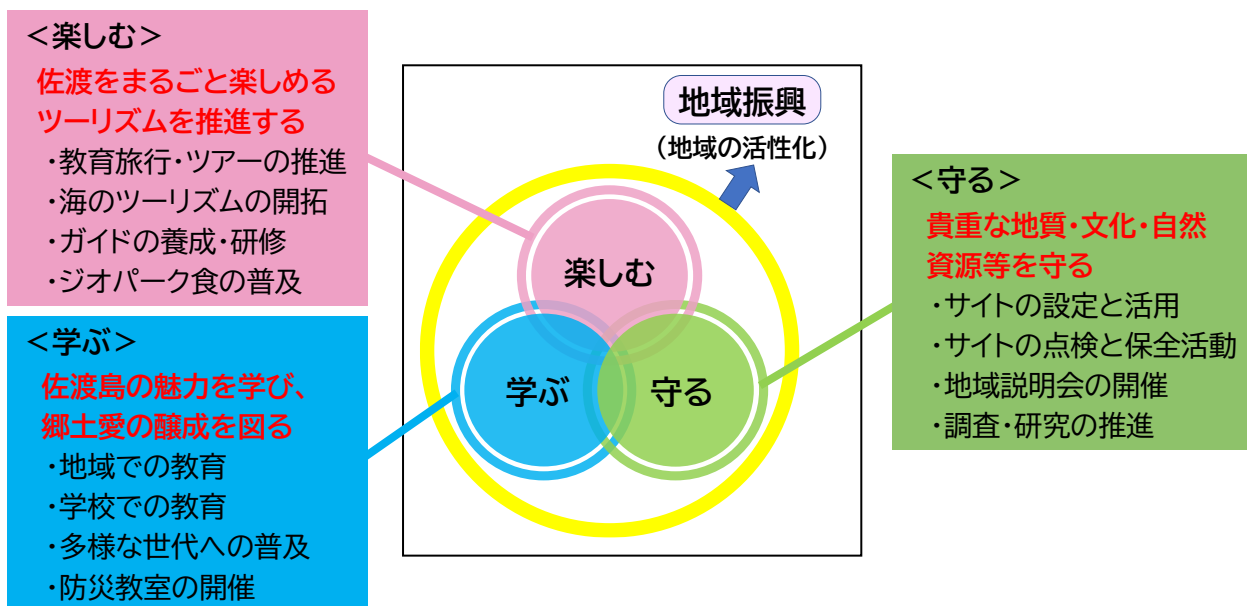 ＜楽しむ＞
佐渡をまるごと楽しめる
ツーリズムを推進する
・教育旅行・ツアーの推進
・海のツーリズムの開拓
・ガイドの養成・研修
・ジオパーク食の普及
＜学ぶ＞
佐渡島の魅力を学び、
郷土愛の醸成を図る
・地域での教育
・学校での教育
・多様な世代への普及
・防災教室の開催
地域振興
（地域の活性化）
楽しむ
学ぶ
守る
＜守る＞
貴重な地質・文化・自然
資源等を守る
・サイトの設定と活用
・サイトの点検と保全活動
・地域説明会の開催
・調査・研究の推進